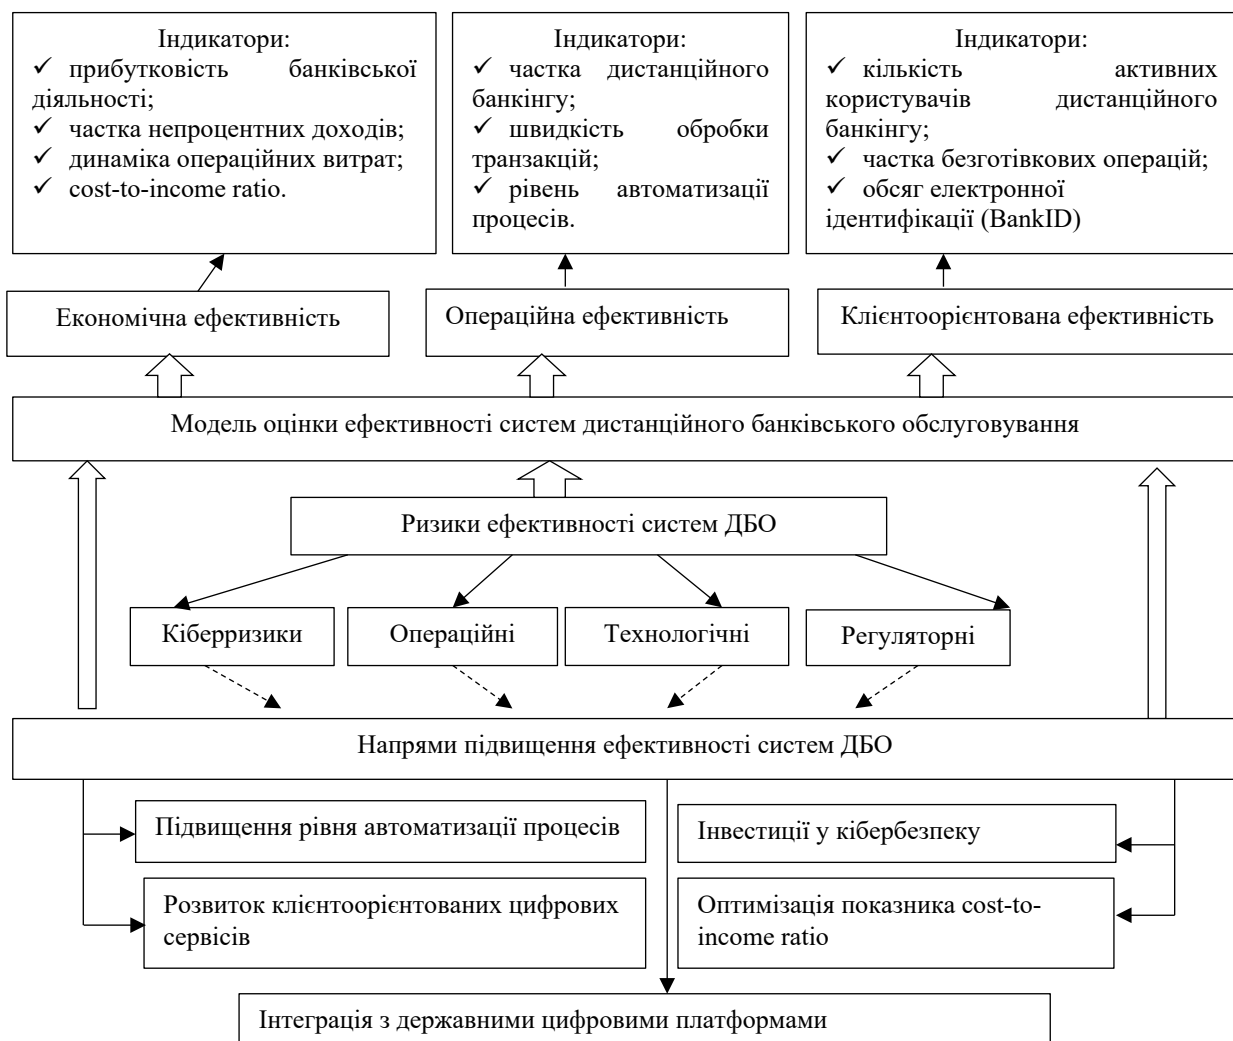 Індикатори:
✓ прибутковість банківської
діяльності;
✓ частка непроцентних доходів;
✓ динаміка операційних витрат;
✓ cost-to-income ratio.
Індикатори:
✓ частка дистанційного
банкінгу;
✓ швидкість обробки
транзакцій;
✓ рівень автоматизації
процесів.
Індикатори:
✓ кількість активних
користувачів дистанційного
банкінгу;
✓ частка безготівкових операцій;
✓ обсяг електронної
ідентифікації (BankID)
Економічна ефективність
Операційна ефективність
Клієнтоорієнтована ефективність
Модель оцінки ефективності систем дистанційного банківського обслуговування
Ризики ефективності систем ДБО
Кіберризики
Операційні
Технологічні
Регуляторні
Напрями підвищення ефективності систем ДБО
Підвищення рівня автоматизації процесів
Інвестиції у кібербезпеку
Розвиток клієнтоорієнтованих цифрових
сервісів
Оптимізація показника cost-to-
income ratio
Інтеграція з державними цифровими платформами